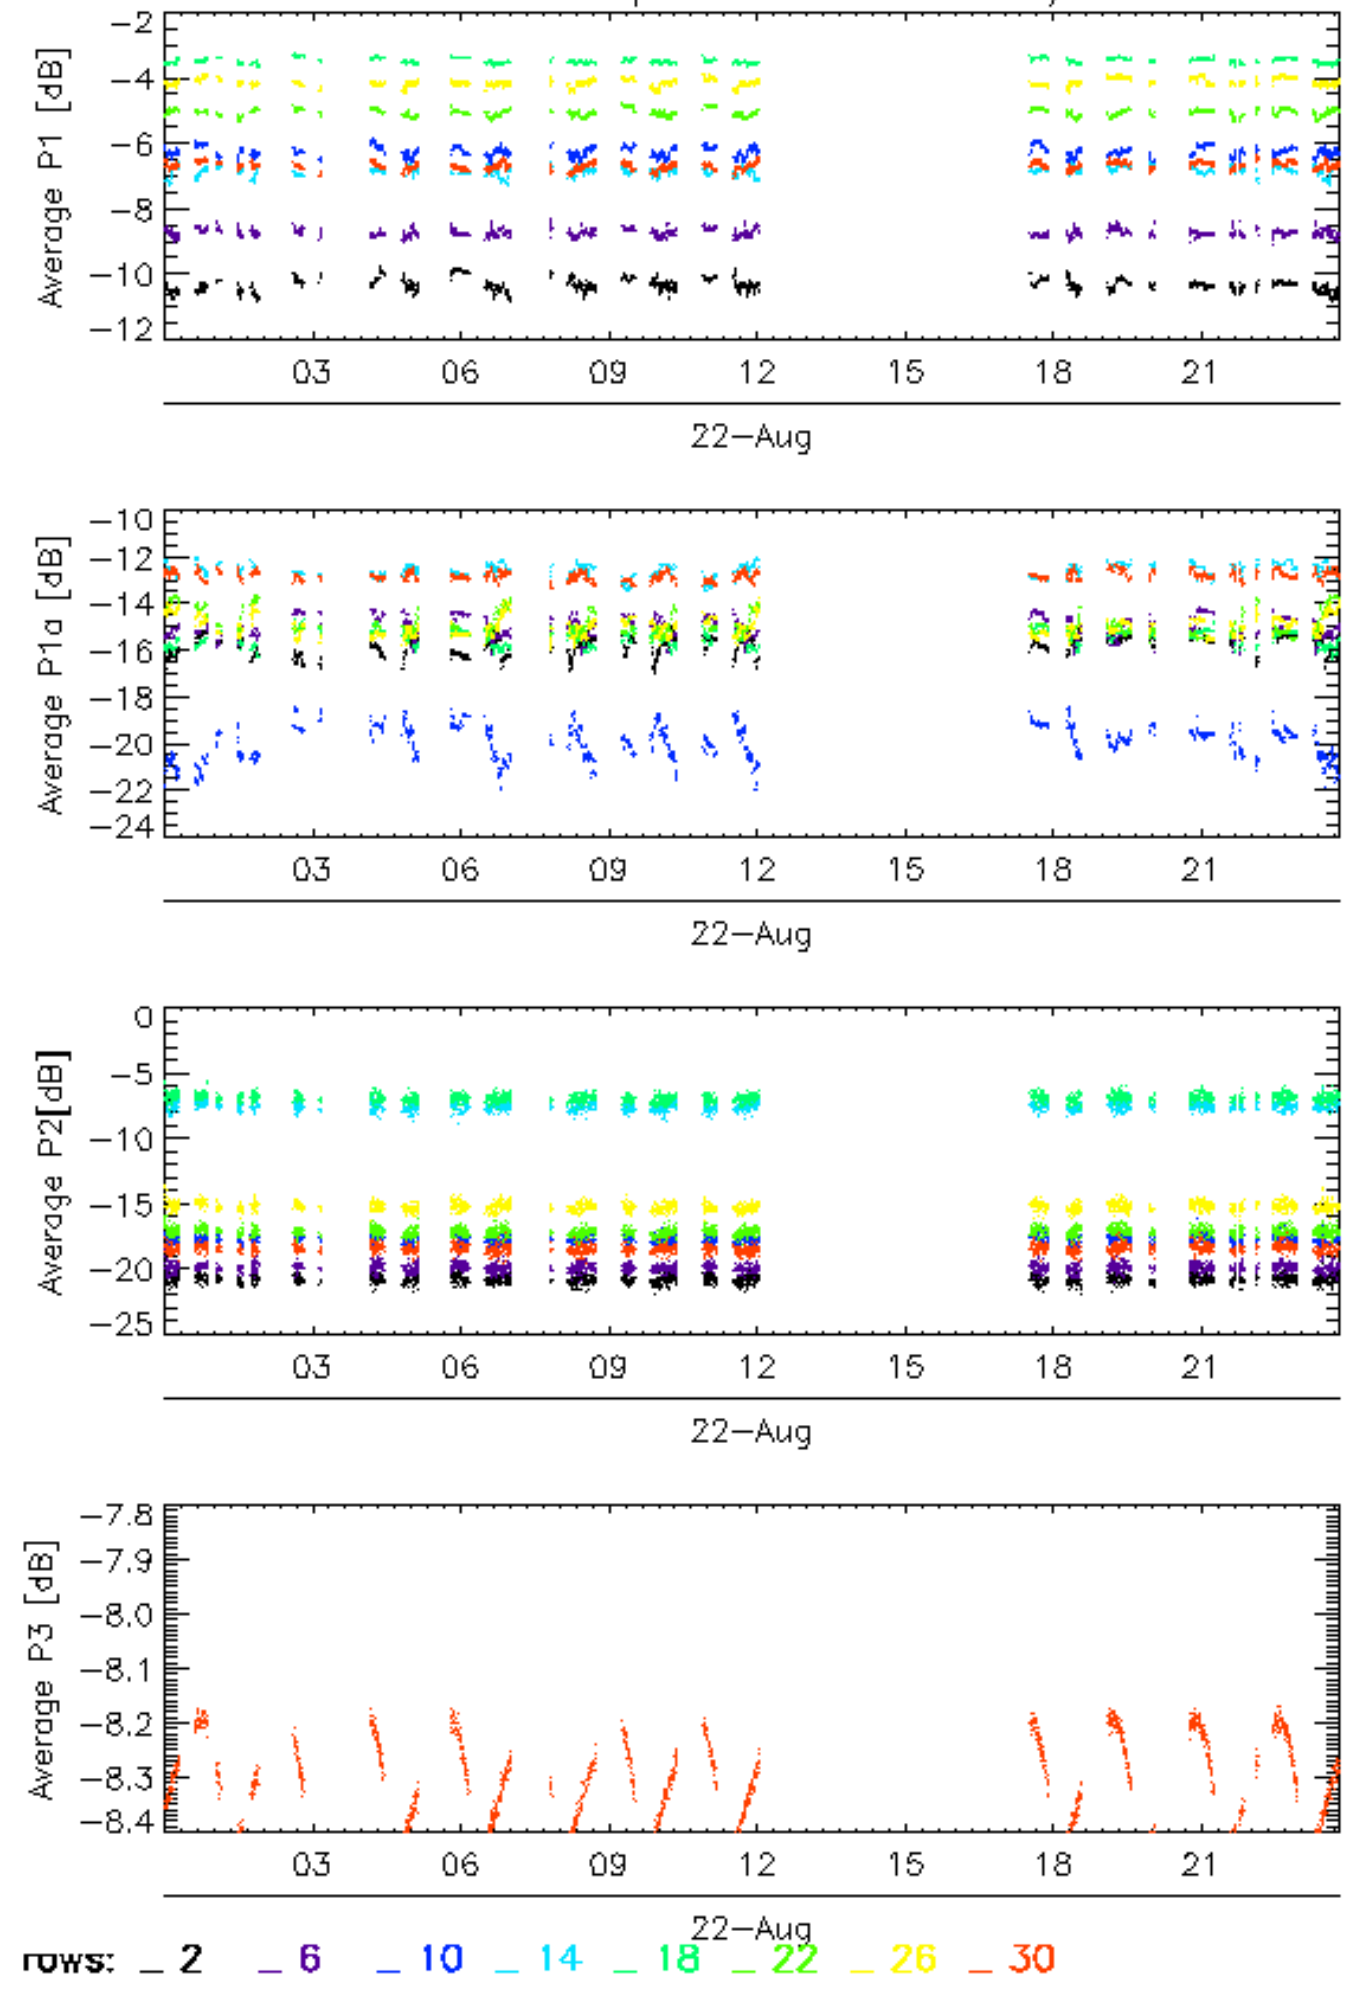 Average P1 [dB]
−2
−4
−6
−8
−10
−12
03 06 09 12 15 18 21
22−Aug
Average P1a [dB]
−10
−12
−14
−16
−18
−20
−22
−24
03 06 09 12 15 18 21
22−Aug
Average P2[dB]
0
−5
−10
−15
−20
−25
03 06 09 12 15 18 21
22−Aug
Average P3 [dB]
−7.8
−7.9
−8.0
−8.1
−8.2
−8.3
−8.4
03 06 09 12 15 18 21
22−Aug
rows: _ 2 _ 6 _ 10 _ 14 _ 18 _ 22 _ 26 _ 30